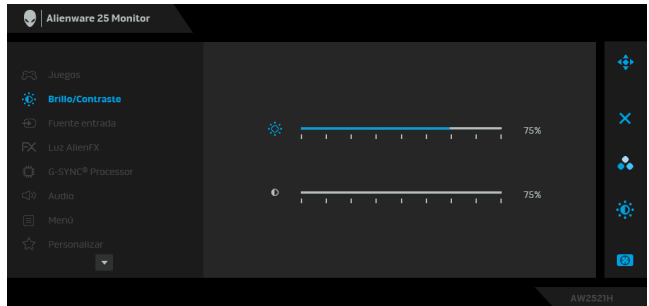 Alienware 25 Monitor
Juegos
Brillo/Contraste
Fuente entrada
Luz AlienFX
G-SYNC® Processor
Audio
Menú
Personalizar
75%
75%
AW2521H